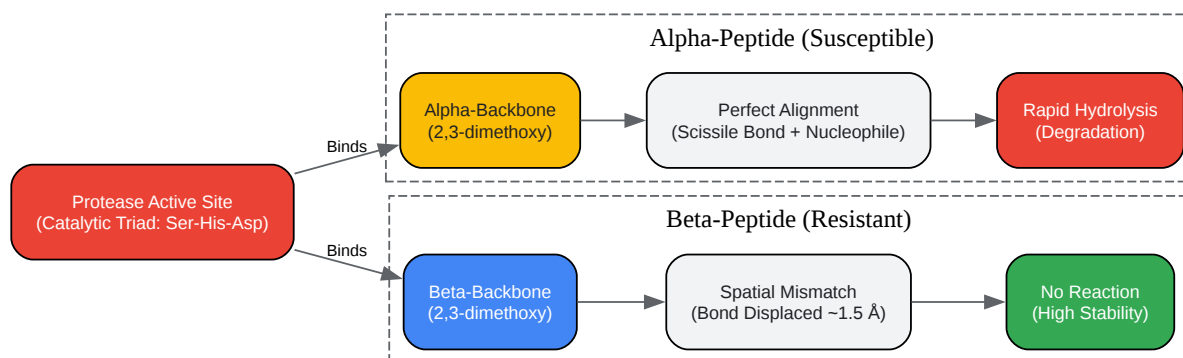 Alpha-Peptide (Susceptible)
Alpha-Backbone
(2,3-dimethoxy)
Perfect Alignment
(Scissile Bond + Nucleophile)
Rapid Hydrolysis
(Degradation)
Binds
Protease Active Site
(Catalytic Triad: Ser-His-Asp)
Binds
Beta-Peptide (Resistant)
Beta-Backbone
(2,3-dimethoxy)
Spatial Mismatch
(Bond Displaced ~1.5 Å)
No Reaction
(High Stability)